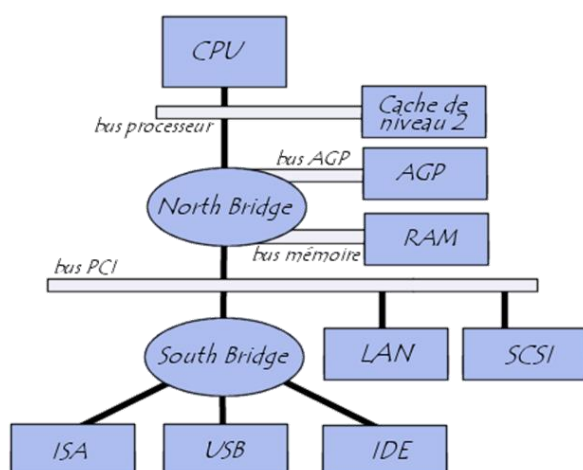 CPU
bus processeur
Cache de
niveau 2
bus AGP
AGP
North Bridge
RAM
bus mémoire
bus PCI
South Bridge
LAN
SCSI
ISA
USB
IDE